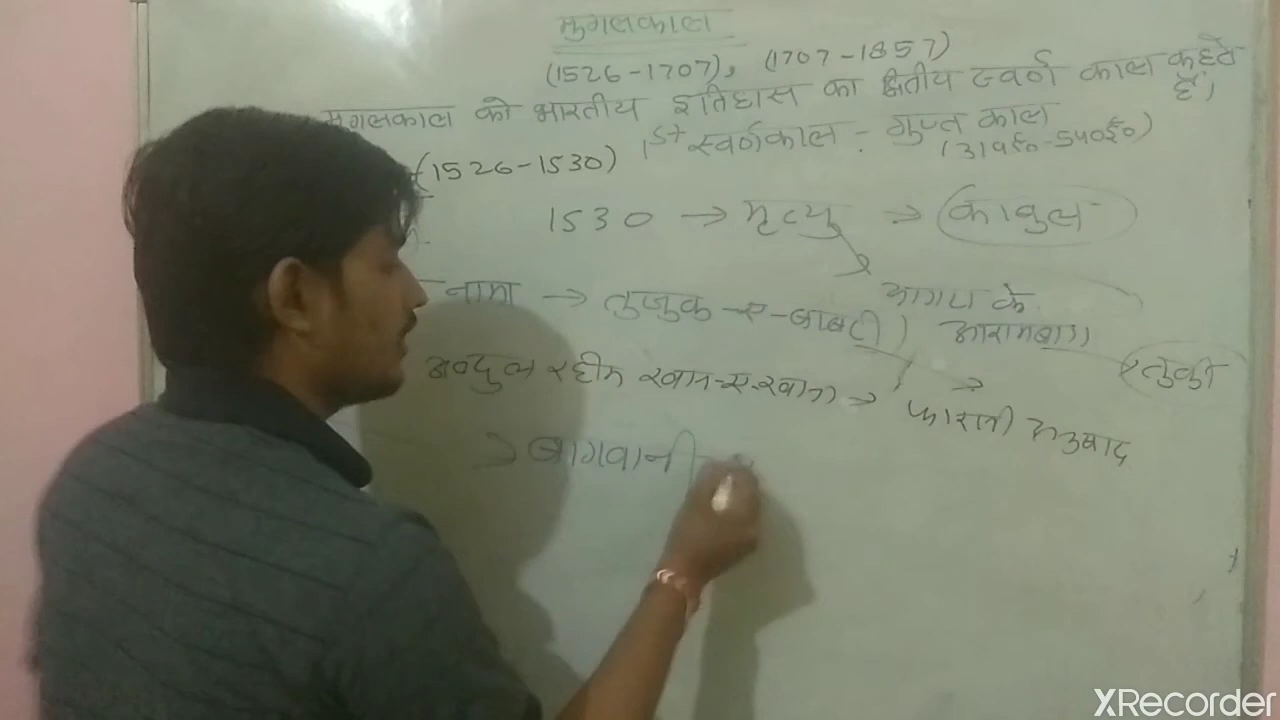 मुगलकाल
(1526-1707), (1707-1857)
मुगलकाल को भारतीय इतिहास का द्वितीय स्वर्ण काल कहते हैं।
1st स्वर्णकाल : गुप्त काल
(319ई०-540ई०)
(1526-1530)
1530 → मृत्यु → काबुल
आगरा के
आरामबाग
नामा → तुजुक-ए-बाबरी)
तुर्की
अब्दुल रहीम खान-ए-खाना → फारसी अनुवाद
→ बागवानी
XRecorder